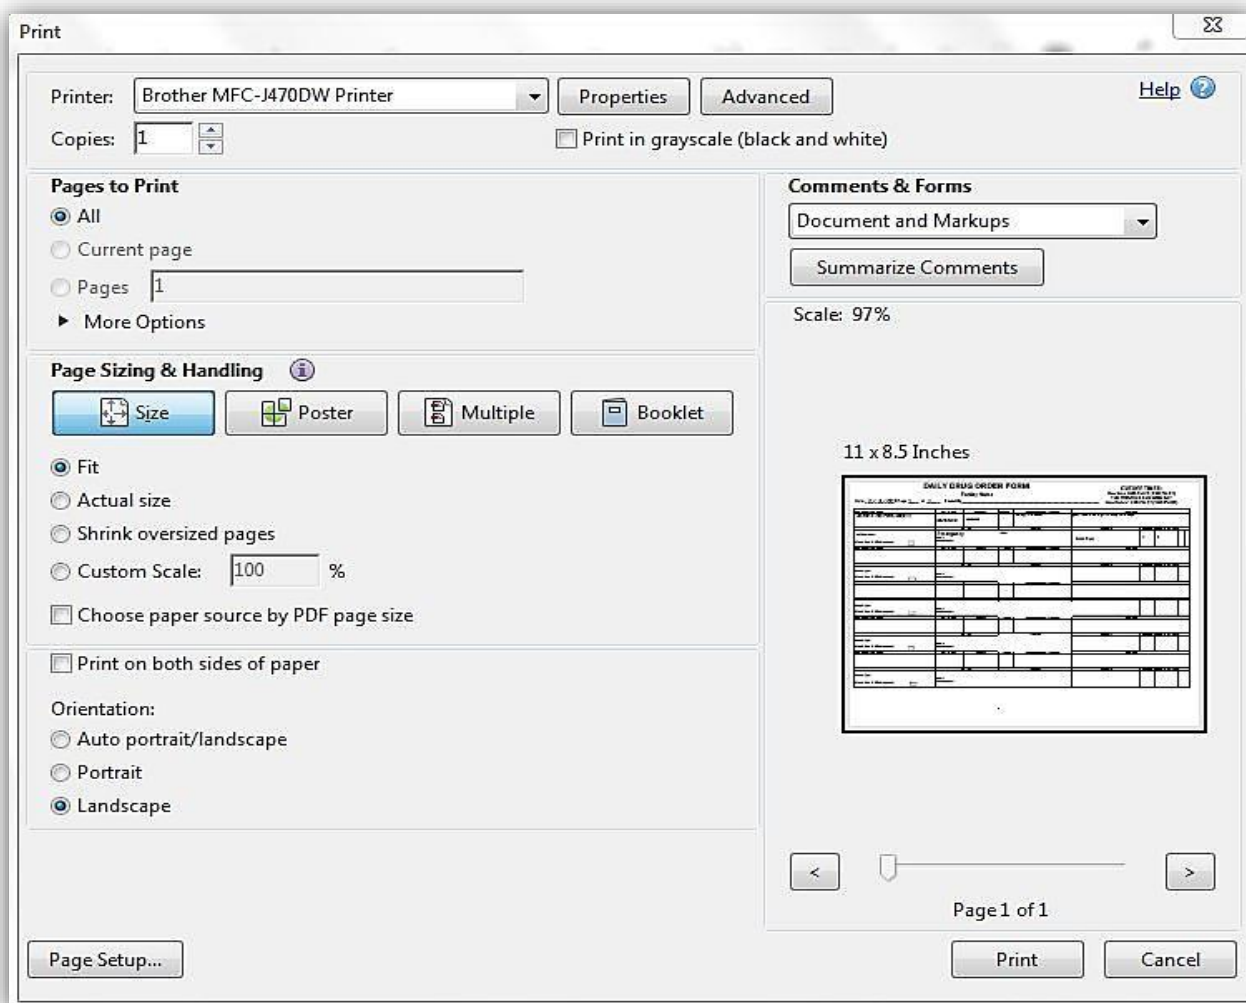 Print
Printer: Brother MFC-J470DW Printer Properties Advanced Help
Copies: 1 Print in grayscale (black and white)
Pages to Print
All
Current page
Pages 1
More Options
Page Sizing & Handling
Size Poster Multiple Booklet
Fit
Actual size
Shrink oversized pages
Custom Scale: 100 %
Choose paper source by PDF page size
Print on both sides of paper
Orientation:
Auto portrait/landscape
Portrait
Landscape
Comments & Forms
Document and Markups
Summarize Comments
Scale: 97%
11 x 8.5 Inches
DAILY DRUG ORDER FORM
< >
Page 1 of 1
Page Setup... Print Cancel